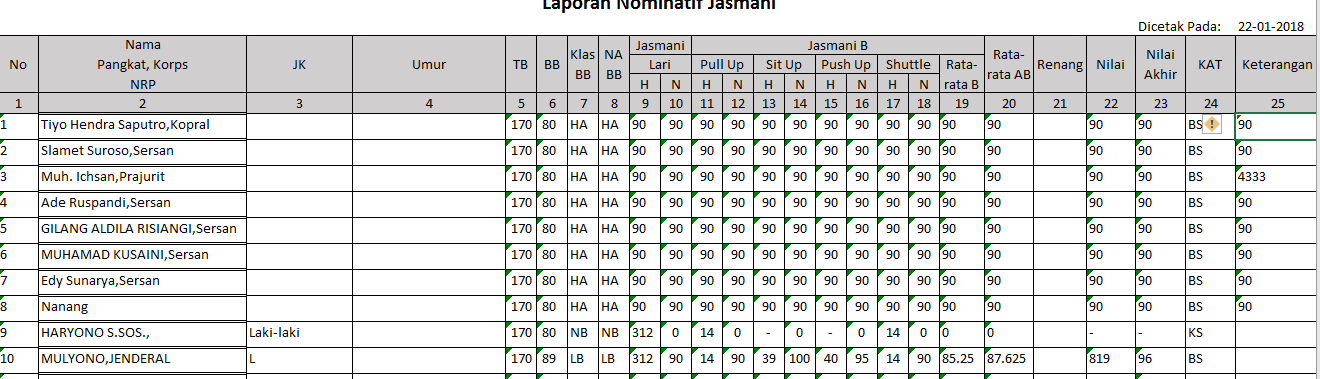 Laporan Nominatif Jasmani
Dicetak Pada: 22-01-2018
No Nama Pangkat, Korps NRP JK Umur TB BB Klas BB NA BB Jasmani Lari H N Jasmani B Pull Up H N Sit Up H N Push Up H N Shuttle H N Rata-rata B Rata-rata AB Renang Nilai Nilai Akhir KAT Keterangan
1 2 3 4 5 6 7 8 9 10 11 12 13 14 15 16 17 18 19 20 21 22 23 24 25
1 Tiyo Hendra Saputro,Kopral 170 80 HA HA 90 90 90 90 90 90 90 90 90 90 90 90 90 90 BS 90
2 Slamet Suroso,Sersan 170 80 HA HA 90 90 90 90 90 90 90 90 90 90 90 90 90 90 BS 90
3 Muh. Ichsan,Prajurit 170 80 HA HA 90 90 90 90 90 90 90 90 90 90 90 90 90 90 BS 4333
4 Ade Ruspandi,Sersan 170 80 HA HA 90 90 90 90 90 90 90 90 90 90 90 90 90 90 BS 90
5 GILANG ALDILA RISIANGI,Sersan 170 80 HA HA 90 90 90 90 90 90 90 90 90 90 90 90 90 90 BS 90
6 MUHAMAD KUSAINI,Sersan 170 80 HA HA 90 90 90 90 90 90 90 90 90 90 90 90 90 90 BS 90
7 Edy Sunarya,Sersan 170 80 HA HA 90 90 90 90 90 90 90 90 90 90 90 90 90 90 BS 90
8 Nanang 170 80 HA HA 90 90 90 90 90 90 90 90 90 90 90 90 90 90 BS 90
9 HARYONO S.SOS., Laki-laki 170 80 NB NB 312 0 14 0 - 0 - 0 14 0 0 0 - - KS
10 MULYONO,JENDERAL L 170 89 LB LB 312 90 14 90 39 100 40 95 14 90 85.25 87.625 819 96 BS